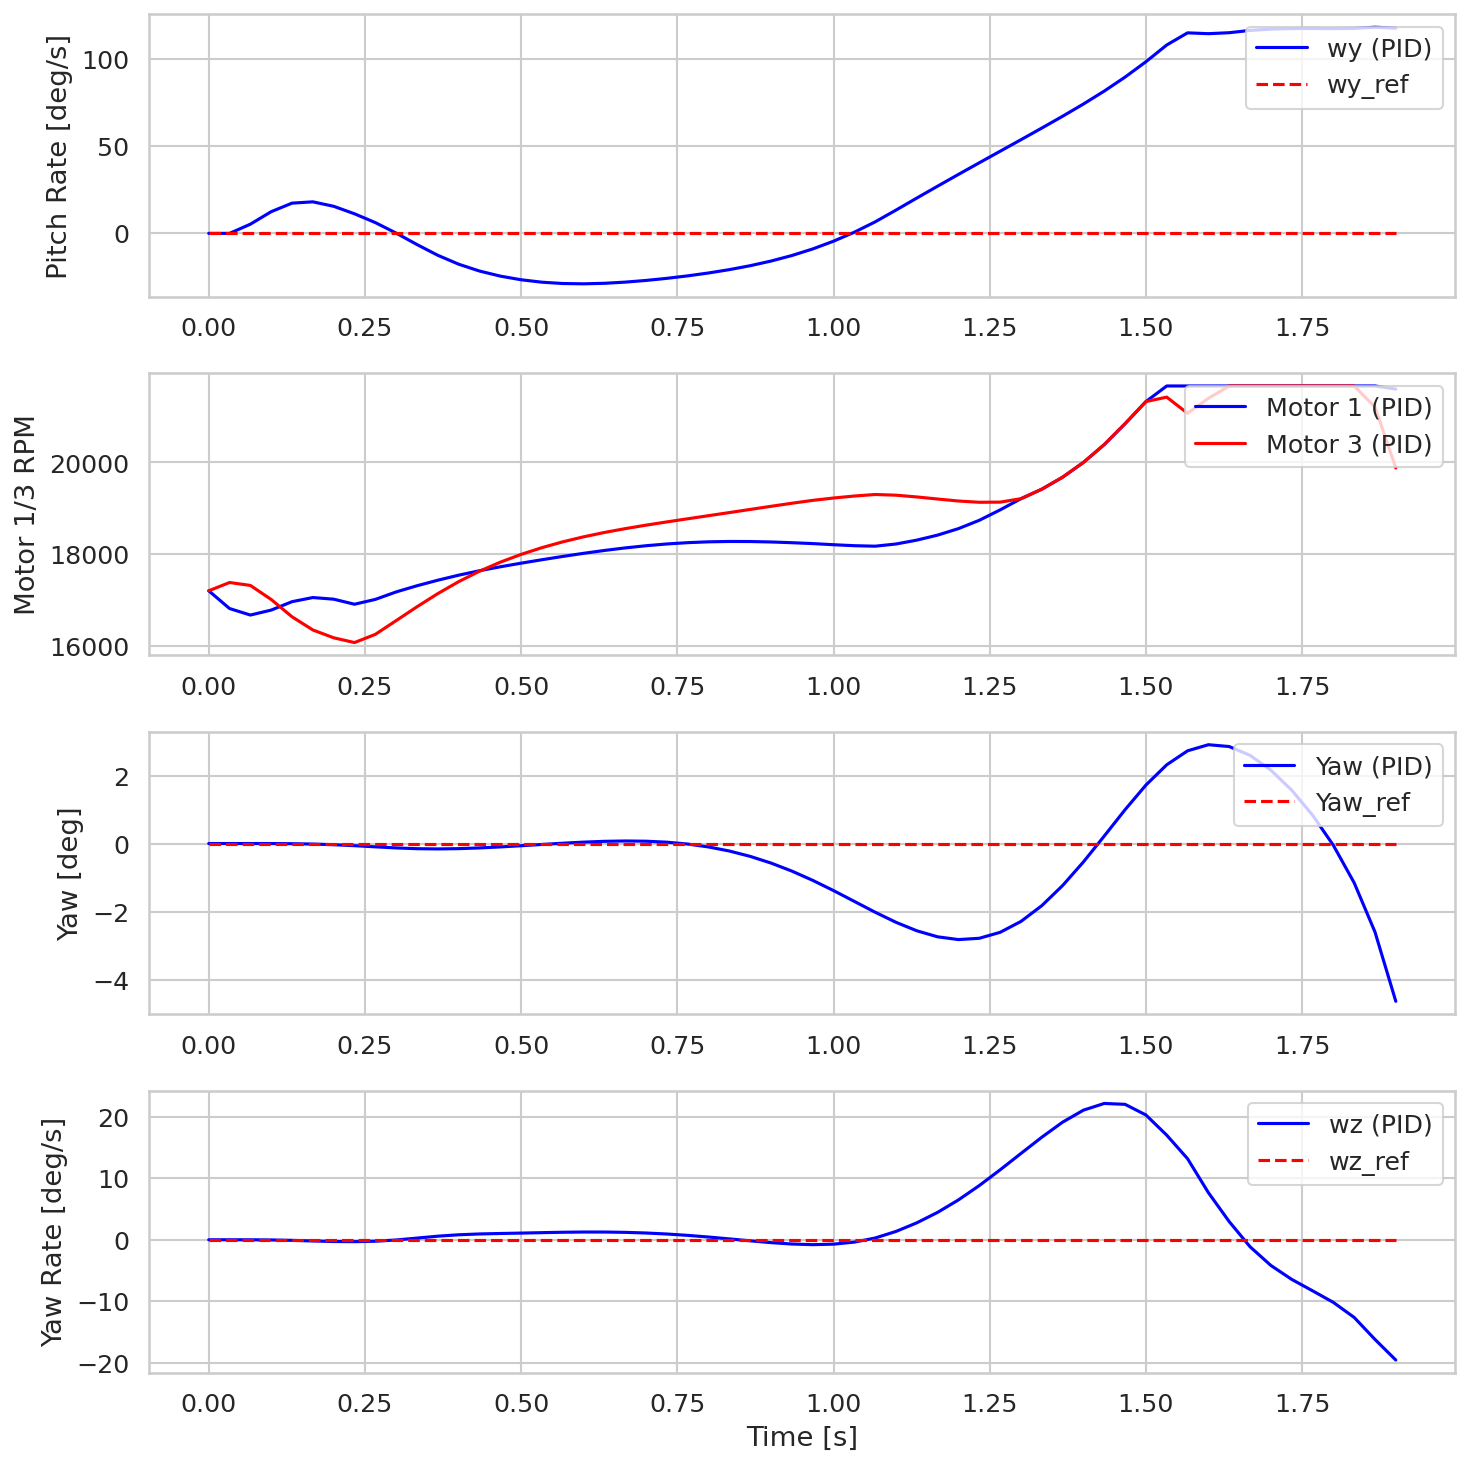 Pitch Rate [deg/s]
100
50
0
wy (PID)
wy_ref
0.00 0.25 0.50 0.75 1.00 1.25 1.50 1.75
Motor 1/3 RPM
20000
18000
16000
Motor 1 (PID)
Motor 3 (PID)
0.00 0.25 0.50 0.75 1.00 1.25 1.50 1.75
Yaw [deg]
2
0
−2
−4
Yaw (PID)
Yaw_ref
0.00 0.25 0.50 0.75 1.00 1.25 1.50 1.75
Yaw Rate [deg/s]
20
10
0
−10
−20
wz (PID)
wz_ref
0.00 0.25 0.50 0.75 1.00 1.25 1.50 1.75
Time [s]